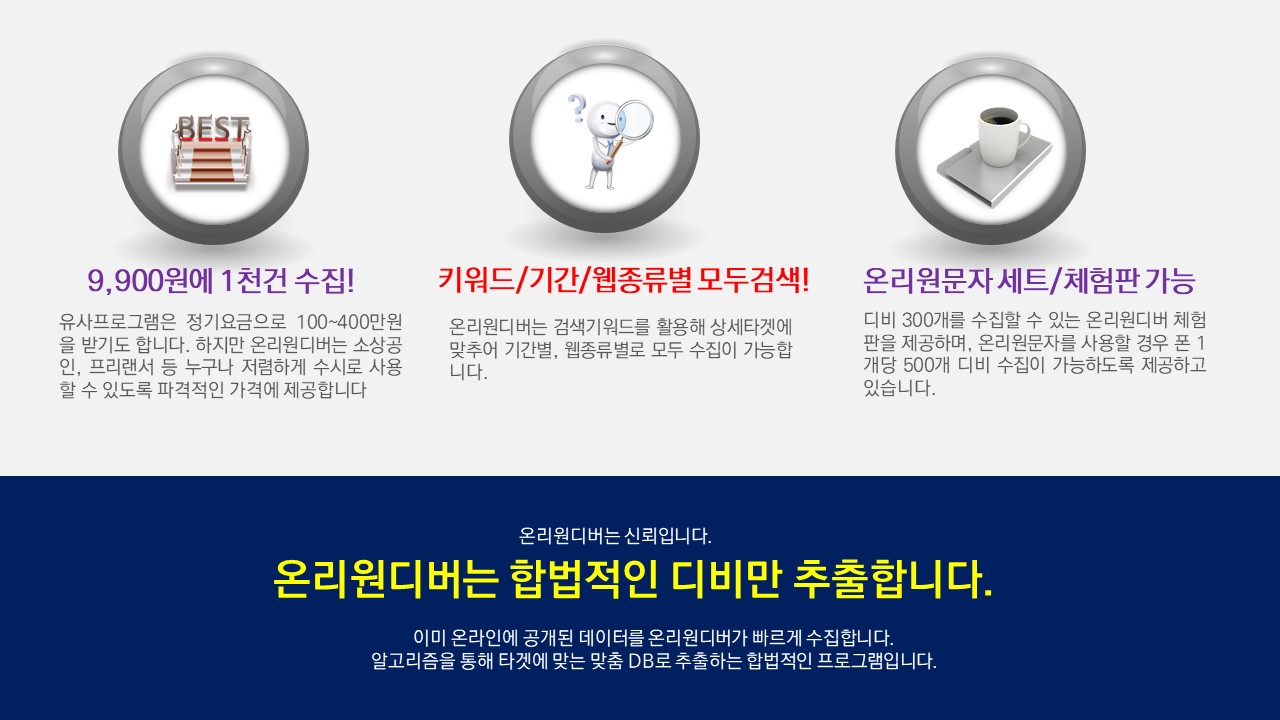 BEST
9,900원에 1천건 수집!
유사프로그램은 정기요금으로 100~400만원
을 받기도 합니다. 하지만 온리원디버는 소상공
인, 프리랜서 등 누구나 저렴하게 수시로 사용
할 수 있도록 파격적인 가격에 제공합니다
키워드/기간/웹종류별 모두검색!
온리원디버는 검색기워드를 활용해 상세타겟에
맞추어 기간별, 웹종류별로 모두 수집이 가능합
니다.
온리원문자 세트/체험판 가능
디비 300개를 수집할 수 있는 온리원디버 체험
판을 제공하며, 온리원문자를 사용할 경우 폰 1
개당 500개 디비 수집이 가능하도록 제공하고
있습니다.
온리원디버는 신뢰입니다.
온리원디버는 합법적인 디비만 추출합니다.
이미 온라인에 공개된 데이터를 온리원디버가 빠르게 수집합니다.
알고리즘을 통해 타겟에 맞는 맞춤 DB로 추출하는 합법적인 프로그램입니다.